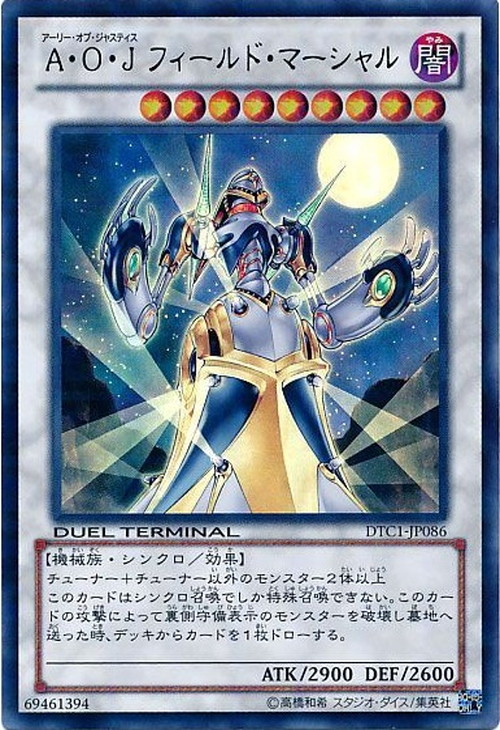 アーリー・オブ・ジャスティス
A・O・J フィールド・マーシャル
やみ
闇
DUEL TERMINAL
DTC1-JP086
【機械族・シンクロ/効果】
チューナー+チューナー以外のモンスター2体以上
このカードはシンクロ召喚でしか特殊召喚できない。このカー
ドの攻撃によって裏側守備表示のモンスターを破壊し墓地へ
送った時、デッキからカードを1枚ドローする。
ATK/2900 DEF/2600
69461394
©高橋和希 スタジオ・ダイス/集英社